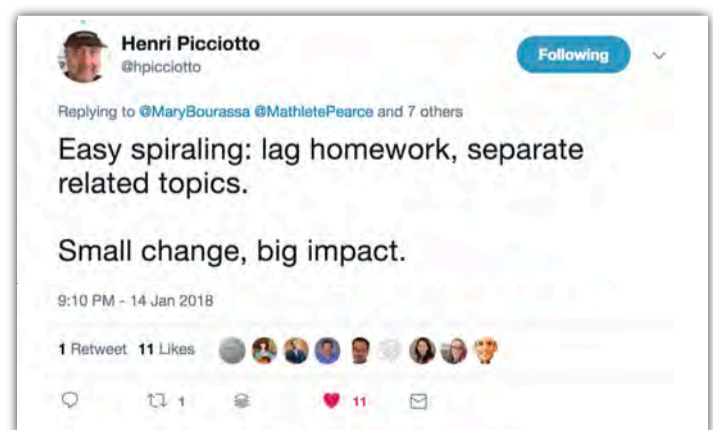 Henri Picciotto
@hpicciotto
Following
Replying to @MaryBourassa @MathletePearce and 7 others
Easy spiraling: lag homework, separate
related topics.
Small change, big impact.
9:10 PM - 14 Jan 2018
1 Retweet 11 Likes
1 11